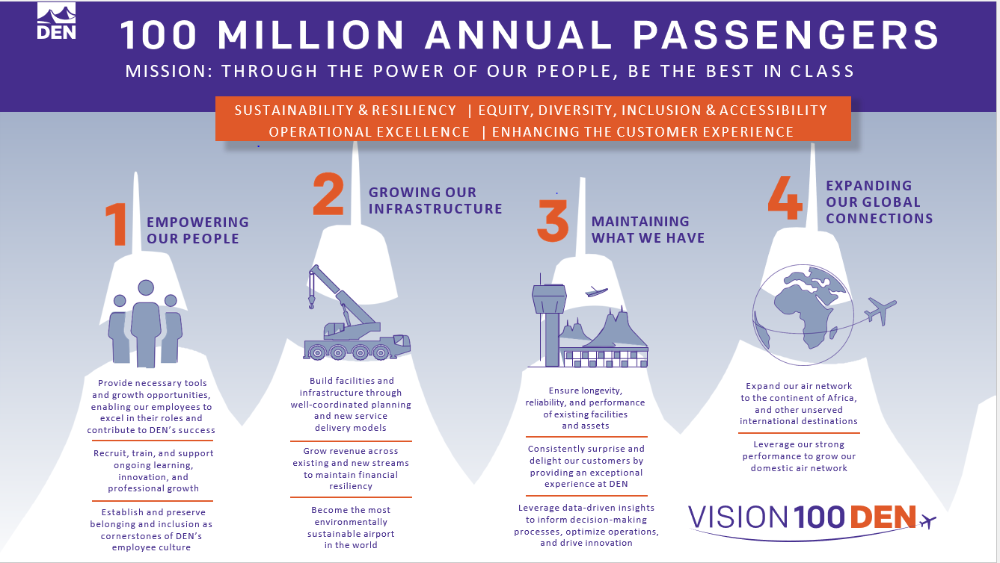 DEN
100 MILLION ANNUAL PASSENGERS
MISSION: THROUGH THE POWER OF OUR PEOPLE, BE THE BEST IN CLASS
SUSTAINABILITY & RESILIENCY | EQUITY, DIVERSITY, INCLUSION & ACCESSIBILITY
OPERATIONAL EXCELLENCE | ENHANCING THE CUSTOMER EXPERIENCE
1
EMPOWERING
OUR PEOPLE
Provide necessary tools
and growth opportunities,
enabling our employees to
excel in their roles and
contribute to DEN’s success
Recruit, train, and support
ongoing learning,
innovation, and
professional growth
Establish and preserve
belonging and inclusion as
cornerstones of DEN’s
employee culture
2
GROWING OUR
INFRASTRUCTURE
Build facilities and
infrastructure through
well-coordinated planning
and new service
delivery models
Grow revenue across
existing and new streams
to maintain financial
resiliency
Become the most
environmentally
sustainable airport
in the world
3
MAINTAINING
WHAT WE HAVE
Ensure longevity,
reliability, and performance
of existing facilities
and assets
Consistently surprise and
delight our customers by
providing an exceptional
experience at DEN
Leverage data-driven insights
to inform decision-making
processes, optimize operations,
and drive innovation
4
EXPANDING
OUR GLOBAL
CONNECTIONS
Expand our air network
to the continent of Africa,
and other unserved
international destinations
Leverage our strong
performance to grow our
domestic air network
VISION 100 DEN